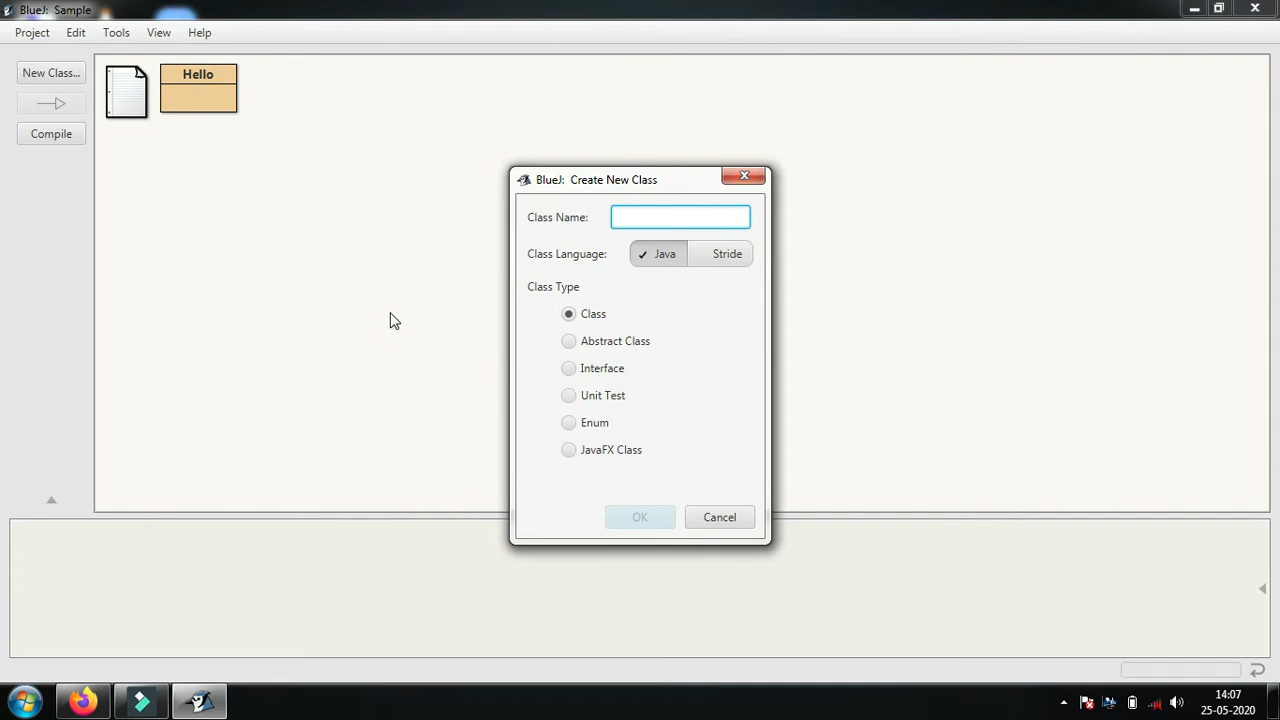 BlueJ: Sample
Project Edit Tools View Help
New Class...
Compile
Hello
BlueJ: Create New Class
Class Name:
Class Language: Java Stride
Class Type
Class
Abstract Class
Interface
Unit Test
Enum
JavaFX Class
OK Cancel
14:07
25-05-2020